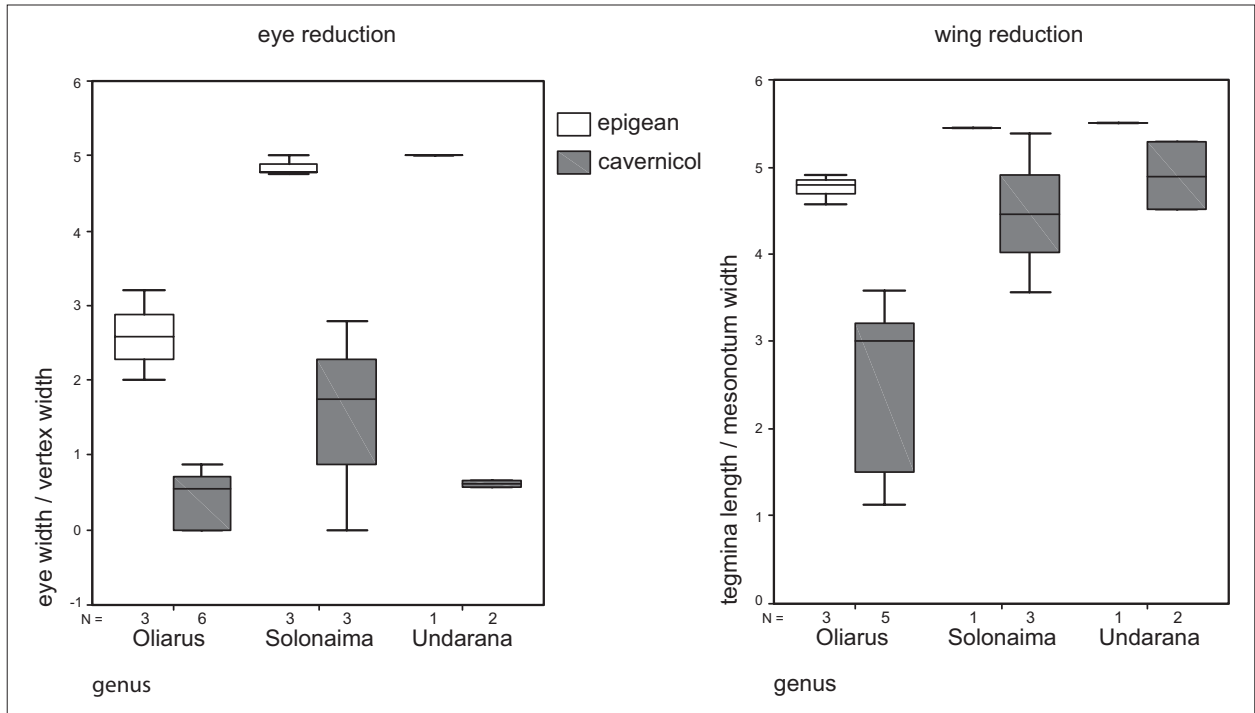 eye reduction
eye width / vertex width
6
5
4
3
2
1
0
-1
N = 3 6 3 3 1 2
Oliarus Solonaima Undarana
genus
epigean
cavernicol
wing reduction
tegmina length / mesonotum width
6
5
4
3
2
1
0
N = 3 5 1 3 1 2
Oliarus Solonaima Undarana
genus